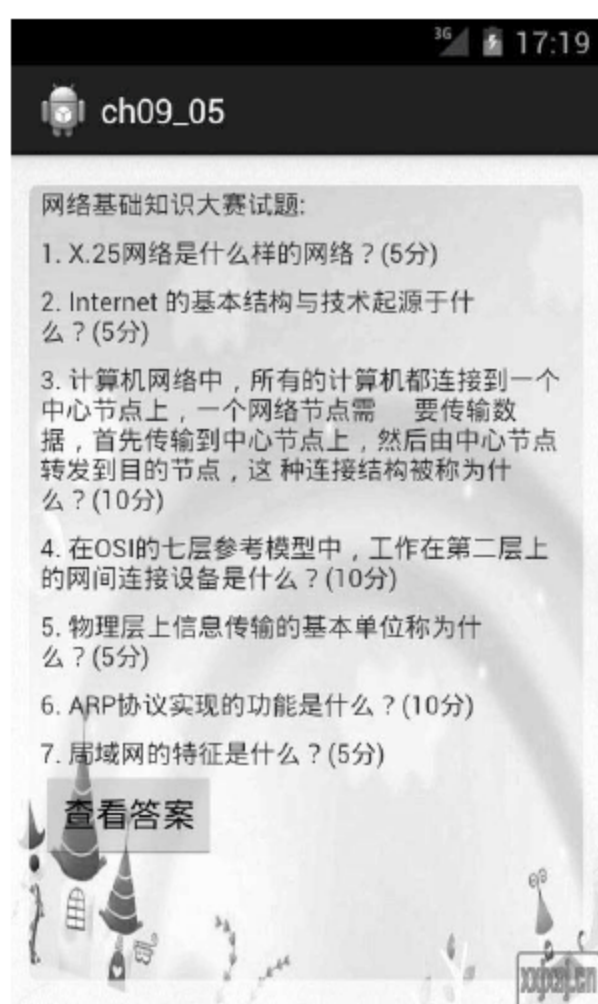 3G 17:19
ch09_05
网络基础知识大赛试题:
1. X.25网络是什么样的网络？(5分)
2. Internet 的基本结构与技术起源于什
么？(5分)
3. 计算机网络中，所有的计算机都连接到一个
中心节点上，一个网络节点需 要传输数
据，首先传输到中心节点上，然后由中心节点
转发到目的节点，这 种连接结构被称为什
么？(10分)
4. 在OSI的七层参考模型中，工作在第二层上
的网间连接设备是什么？(10分)
5. 物理层上信息传输的基本单位称为什
么？(5分)
6. ARP协议实现的功能是什么？(10分)
7. 局域网的特征是什么？(5分)
查看答案